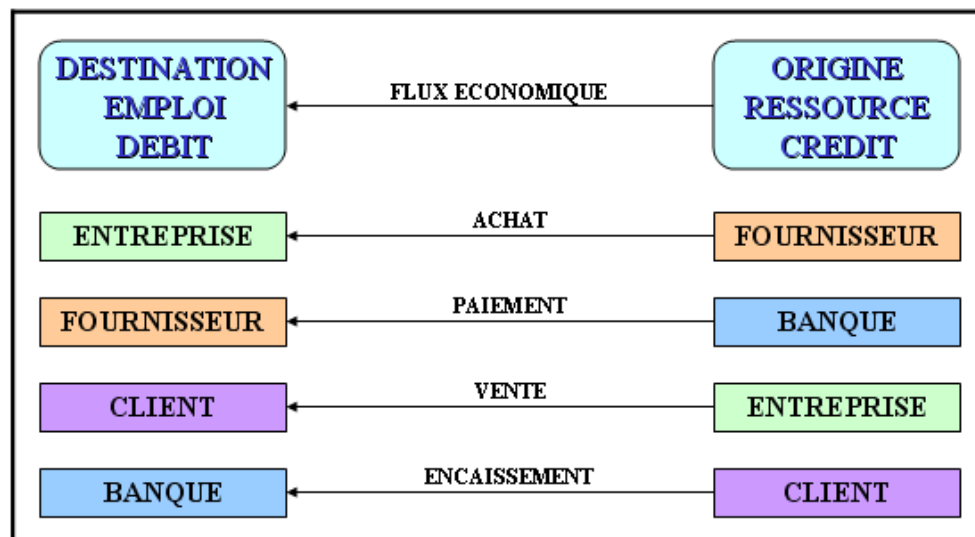 DESTINATION
EMPLOI
DEBIT
FLUX ECONOMIQUE
ORIGINE
RESSOURCE
CREDIT
ENTREPRISE
ACHAT
FOURNISSEUR
FOURNISSEUR
PAIEMENT
BANQUE
CLIENT
VENTE
ENTREPRISE
BANQUE
ENCAISSEMENT
CLIENT